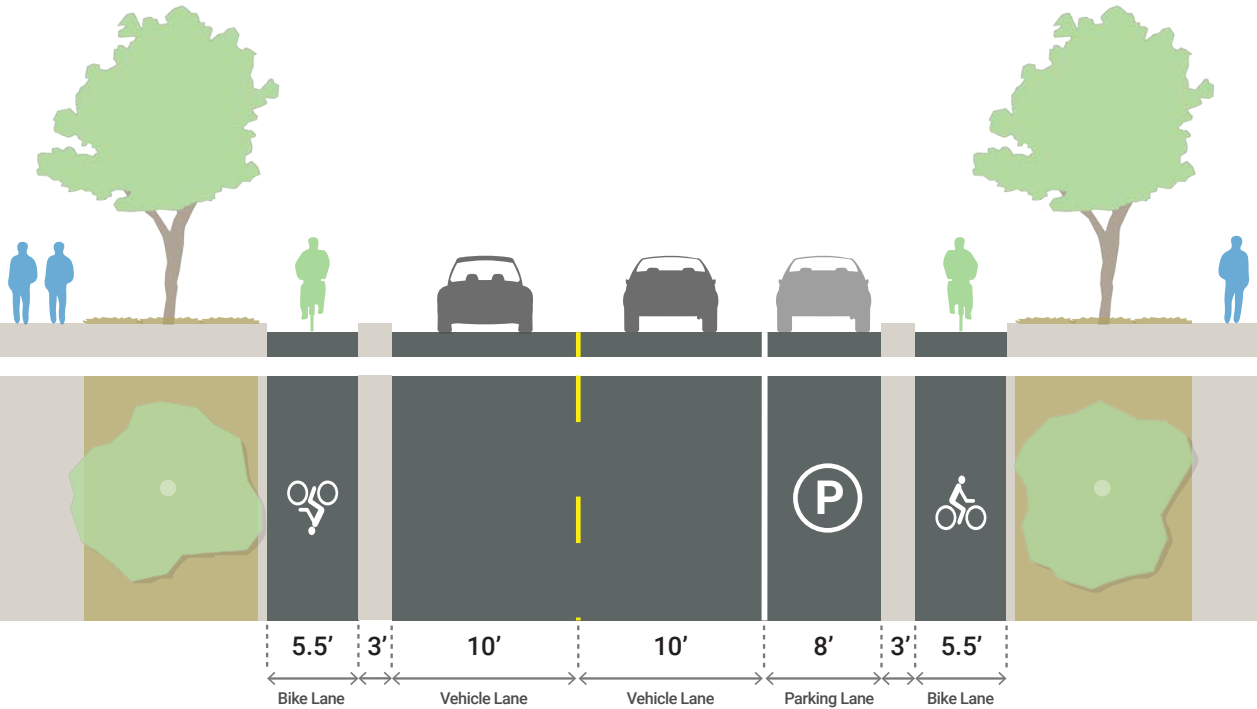 P
5.5’ 3’ 10’ 10’ 8’ 3’ 5.5’
Bike Lane Vehicle Lane Vehicle Lane Parking Lane Bike Lane